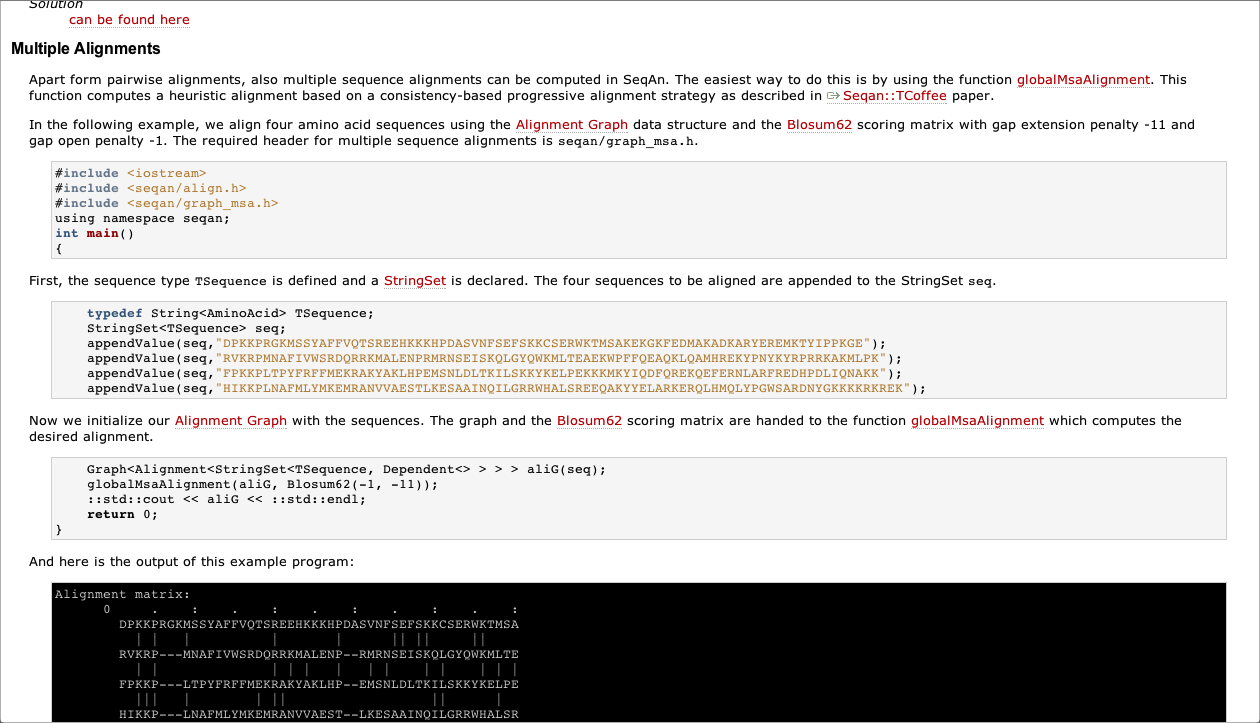 Solution
can be found here
Multiple Alignments
Apart form pairwise alignments, also multiple sequence alignments can be computed in SeqAn. The easiest way to do this is by using the function globalMsaAlignment. This
function computes a heuristic alignment based on a consistency-based progressive alignment strategy as described in Seqan::TCoffee paper.
In the following example, we align four amino acid sequences using the Alignment Graph data structure and the Blosum62 scoring matrix with gap extension penalty -11 and
gap open penalty -1. The required header for multiple sequence alignments is seqan/graph_msa.h.
#include <iostream>
#include <seqan/align.h>
#include <seqan/graph_msa.h>
using namespace seqan;
int main()
{
First, the sequence type TSequence is defined and a StringSet is declared. The four sequences to be aligned are appended to the StringSet seq.
typedef String<AminoAcid> TSequence;
StringSet<TSequence> seq;
appendValue(seq,"DPKKPRGKMSSYAFFVQTSREEHKKKHPDASVNFSEFSKKCSERWKTMSAKEKGKFEDMAKADKARYEREMKTYIPPKGE");
appendValue(seq,"RVKRPMNAFIVWSRDQRRKMALENPRMRNSEISKQLGYQWKMLTEAEKWPFFQEAQKLQAMHREKYPNYKYRPRRKAKMLPK");
appendValue(seq,"FPKKPLTPYFRFFMEKRAKYAKLHPEMSNLDLTKILSKKYKELPEKKKMKYIQDFQREKQEFERNLARFREDHPDLIQNAKK");
appendValue(seq,"HIKKPLNAFMLYMKEMRANVVAESTLKESAAINQILGRRWHALSREEQAKYYELARKERQLHMQLYPGWSARDNYGKKKKRKREK");
Now we initialize our Alignment Graph with the sequences. The graph and the Blosum62 scoring matrix are handed to the function globalMsaAlignment which computes the
desired alignment.
Graph<Alignment<StringSet<TSequence, Dependent<> > > > aliG(seq);
globalMsaAlignment(aliG, Blosum62(-1, -11));
::std::cout << aliG << ::std::endl;
return 0;
}
And here is the output of this example program:
Alignment matrix:
0 . : . : . : . : . :
DPKKPRGKMSSYAFFVQTSREEHKKKHPDASVNFSEFSKKCSERWKTMSA
| | | | | || || ||
RVKRP---MNAFIVWSRDQRRKMALENP--RMRNSEISKQLGYQWKMLTE
| | | | | | | | | | | | |
FPKKP---LTPYFRFFMEKRAKYAKLHP--EMSNLDLTKILSKKYKELPE
||| | | || || |
HIKKP---LNAFMLYMKEMRANVVAEST--LKESAAINQILGRRWHALSR